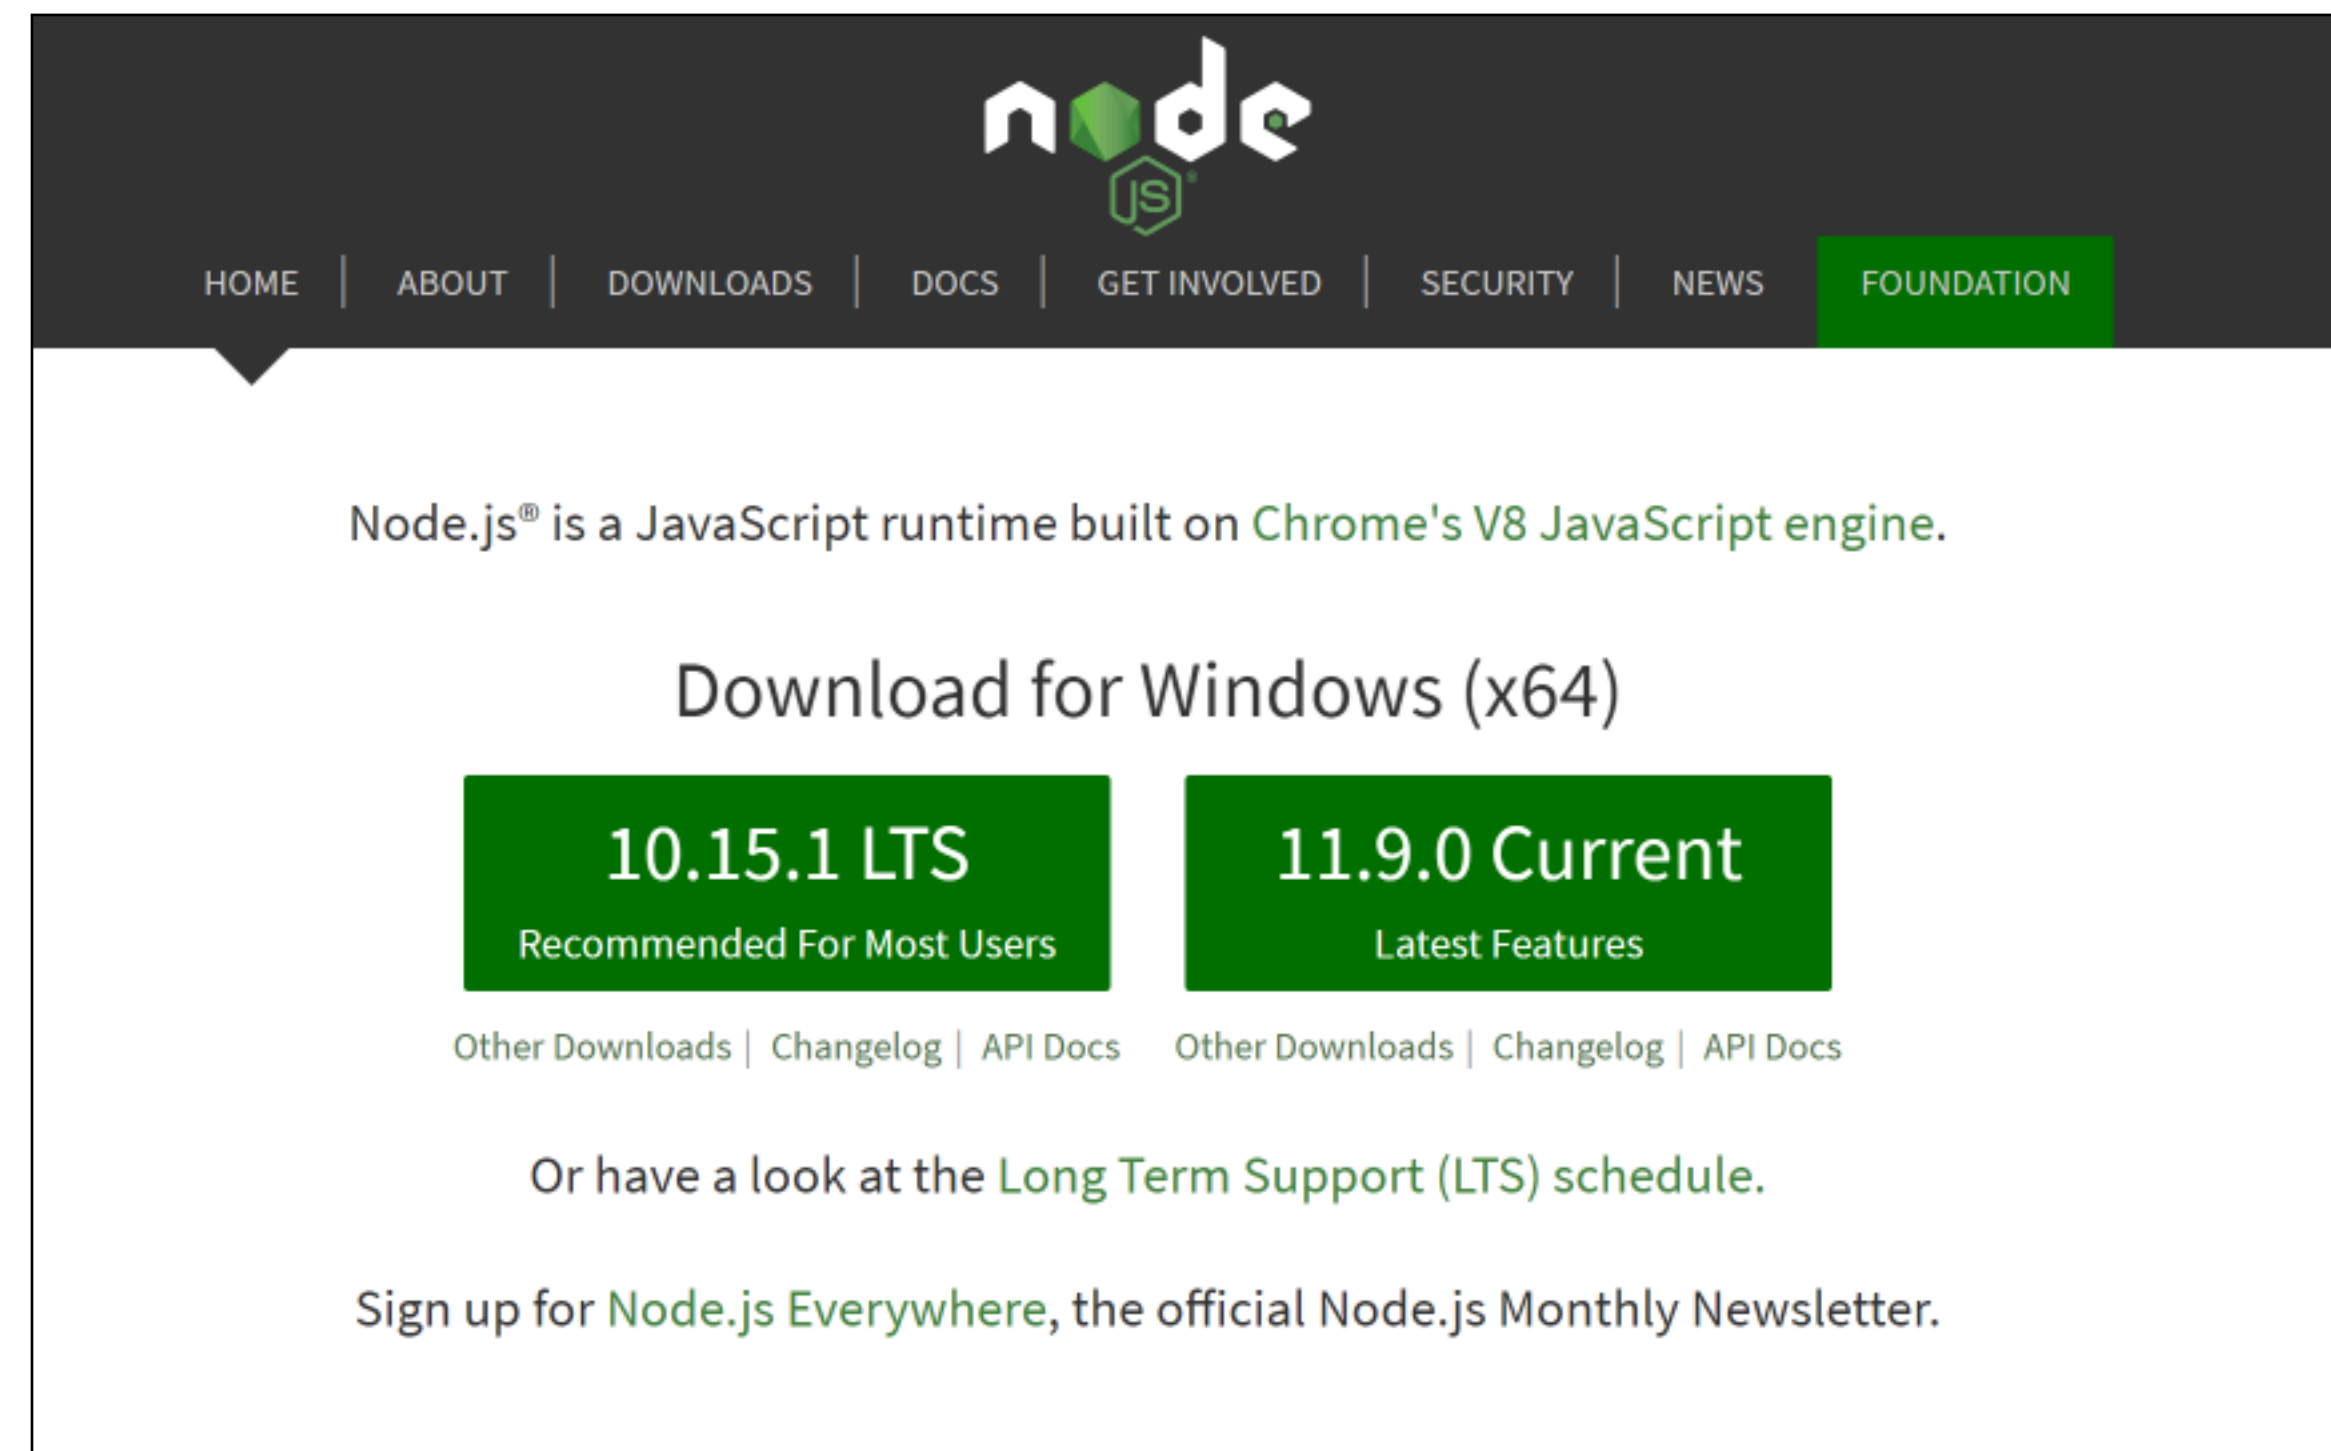 node
JS®
HOME | ABOUT | DOWNLOADS | DOCS | GET INVOLVED | SECURITY | NEWS FOUNDATION
Node.js® is a JavaScript runtime built on Chrome's V8 JavaScript engine.
Download for Windows (x64)
10.15.1 LTS
Recommended For Most Users
11.9.0 Current
Latest Features
Other Downloads | Changelog | API Docs
Other Downloads | Changelog | API Docs
Or have a look at the Long Term Support (LTS) schedule.
Sign up for Node.js Everywhere, the official Node.js Monthly Newsletter.